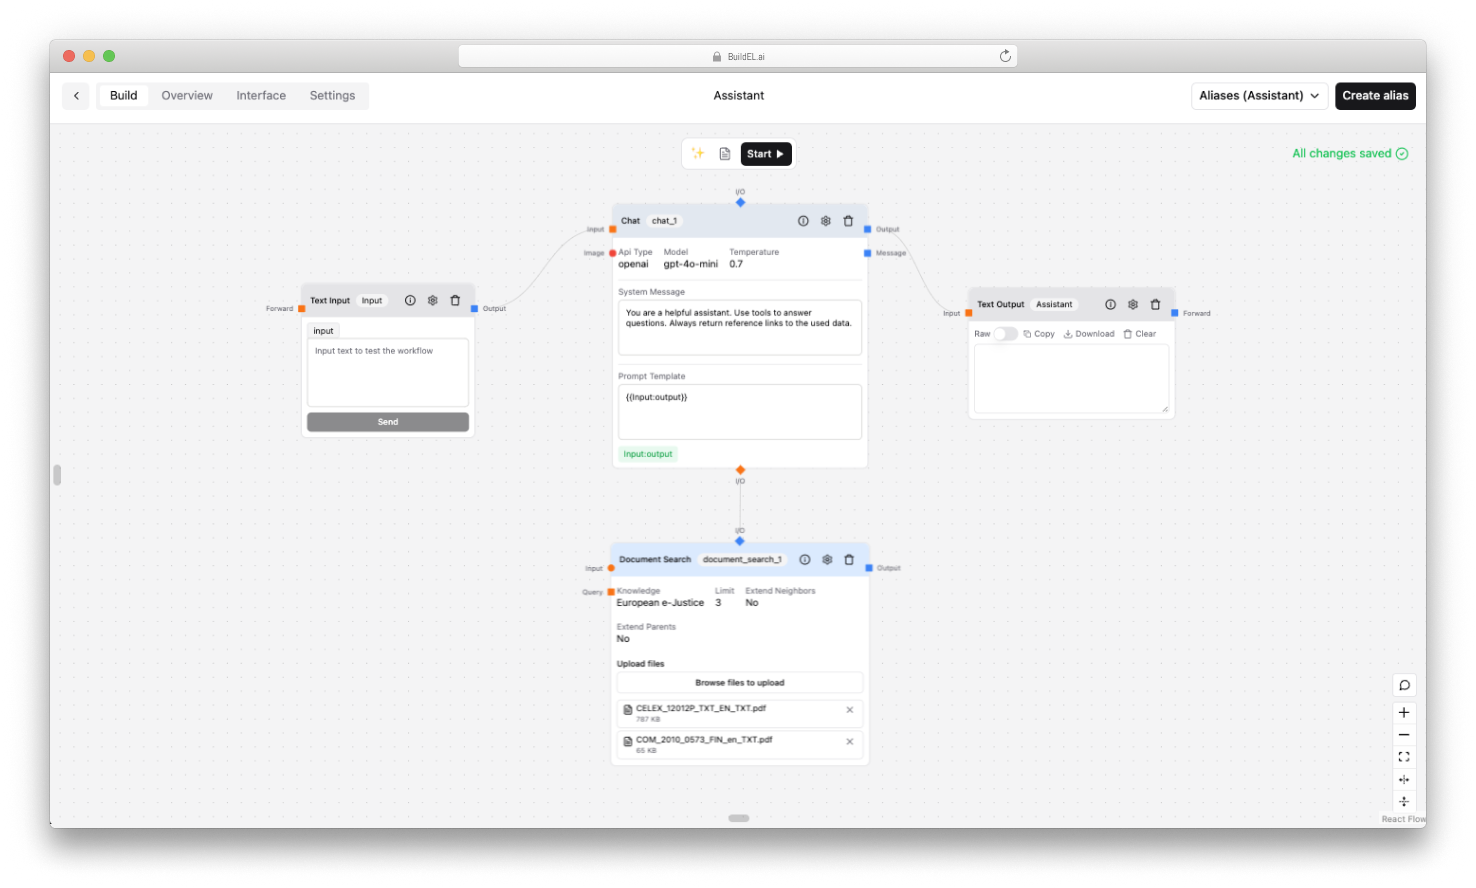 BuildEL.ai
Build Overview Interface Settings
Assistant
Aliases (Assistant)
Create alias
Start
All changes saved
I/O
Chat chat_1
Input
Image
Output
Message
Api Type Model Temperature
openai gpt-4o-mini 0.7
System Message
You are a helpful assistant. Use tools to answer
questions. Always return reference links to the used data.
Prompt Template
{{Input:output}}
Input:output
I/O
Forward
Text Input Input
Output
input
Input text to test the workflow
Send
Input
Text Output Assistant
Forward
Raw Copy Download Clear
I/O
Input
Query
Document Search document_search_1
Output
Knowledge Limit Extend Neighbors
European e-Justice 3 No
Extend Parents
No
Upload files
Browse files to upload
CELEX_12012P_TXT_EN_TXT.pdf
787 KB
COM_2010_0573_FIN_en_TXT.pdf
65 KB
React Flow